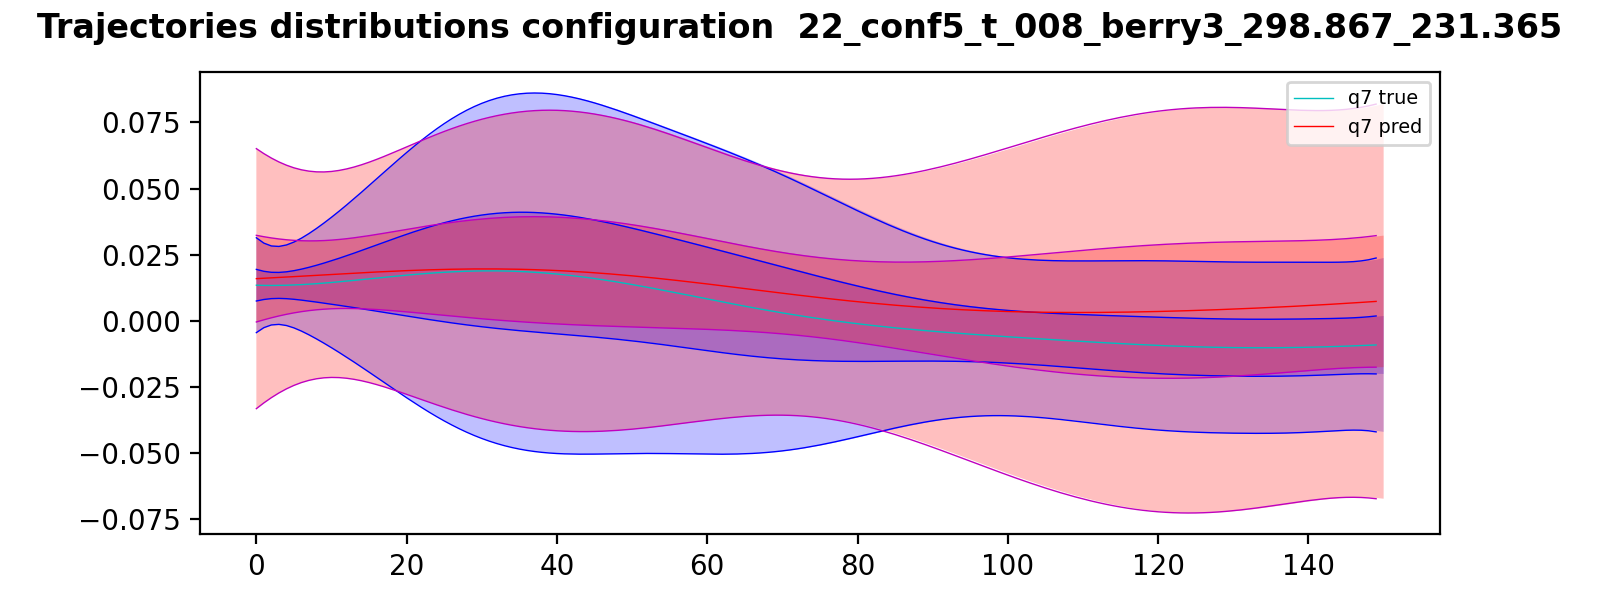 Trajectories distributions configuration  22_conf5_t_008_berry3_298.867_231.365
q7 true
q7 pred
0.075
0.050
0.025
0.000
−0.025
−0.050
−0.075
0 20 40 60 80 100 120 140